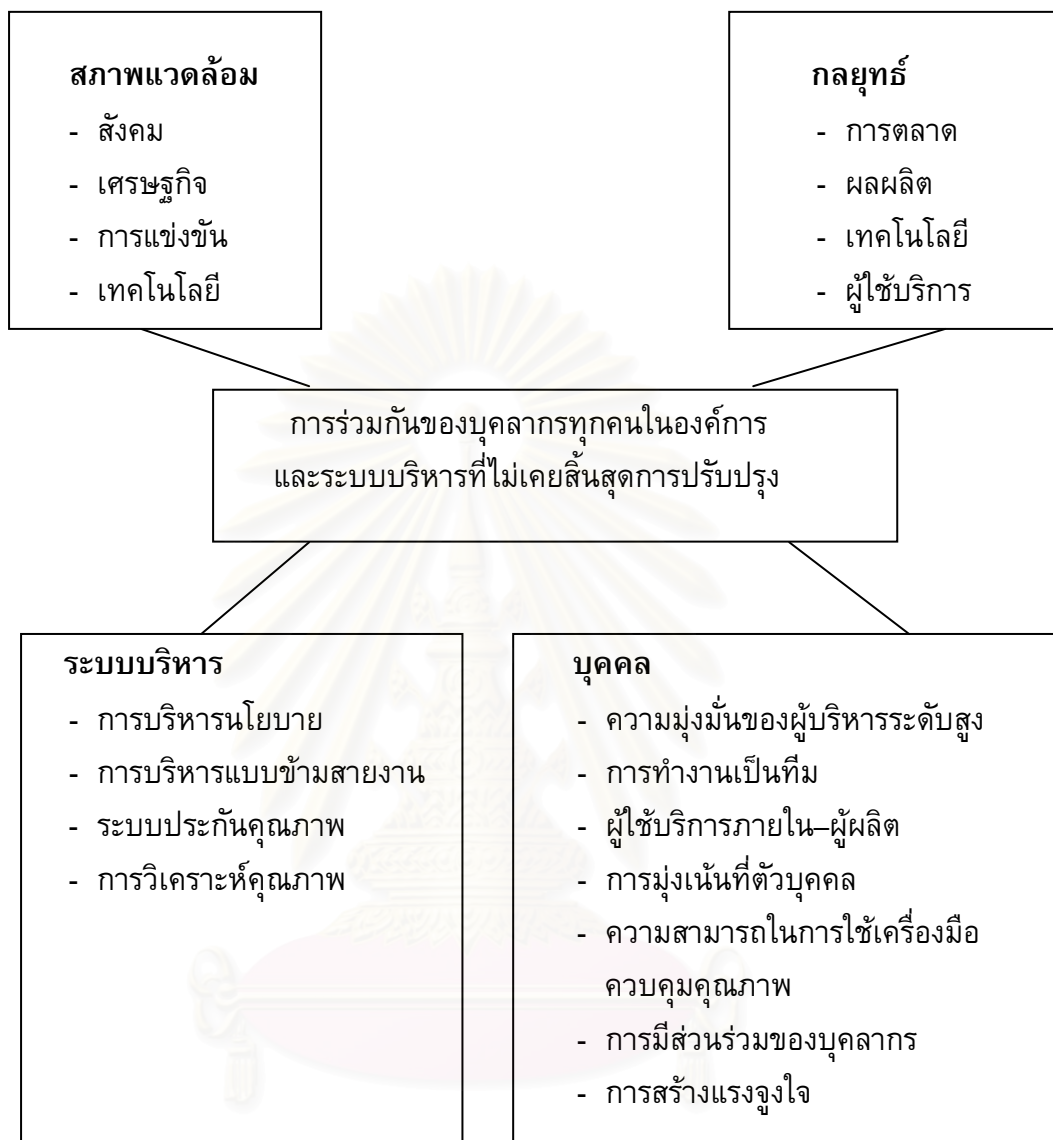 สภาพแวดล้อม
- สังคม
- เศรษฐกิจ
- การแข่งขัน
- เทคโนโลยี
กลยุทธ์
- การตลาด
- ผลผลิต
- เทคโนโลยี
- ผู้ใช้บริการ
การร่วมกันของบุคลากรทุกคนในองค์การ
และระบบบริหารที่ไม่เคยสิ้นสุดการปรับปรุง
ระบบบริหาร
- การบริหารนโยบาย
- การบริหารแบบข้ามสายงาน
- ระบบประกันคุณภาพ
- การวิเคราะห์คุณภาพ
บุคคล
- ความมุ่งมั่นของผู้บริหารระดับสูง
- การทำงานเป็นทีม
- ผู้ใช้บริการภายใน–ผู้ผลิต
- การมุ่งเน้นที่ตัวบุคคล
- ความสามารถในการใช้เครื่องมือ
ควบคุมคุณภาพ
- การมีส่วนร่วมของบุคลากร
- การสร้างแรงจูงใจ